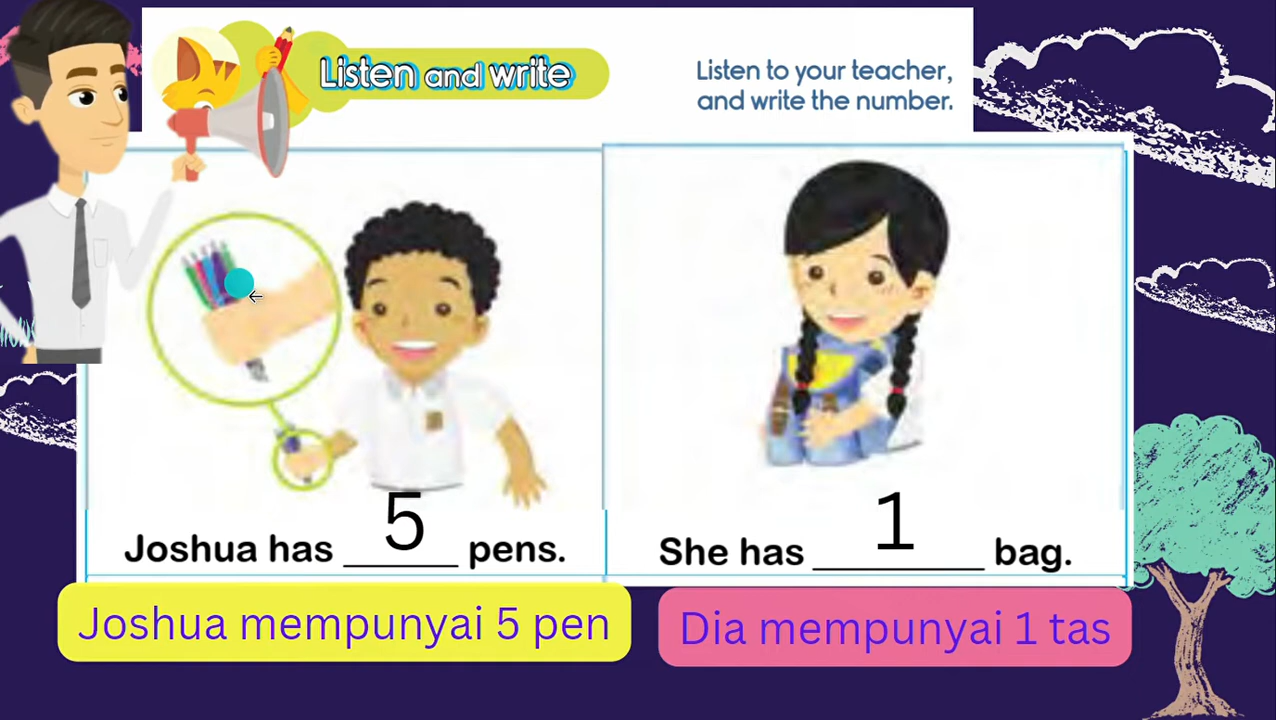 Listen and write
Listen to your teacher,
and write the number.
Joshua has 5 pens.
She has 1 bag.
Joshua mempunyai 5 pen
Dia mempunyai 1 tas